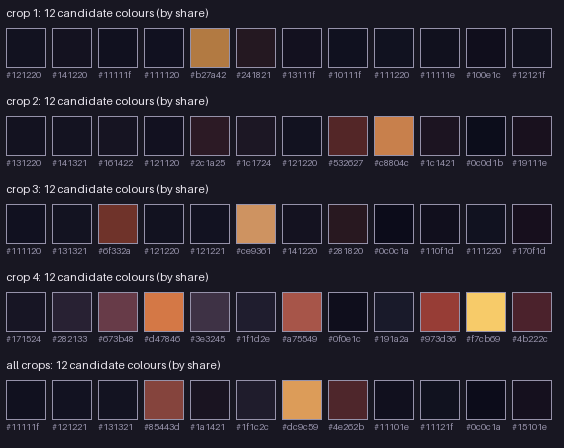 crop 1: 12 candidate colours (by share)
#121220 #141220 #11111f #111120 #b27a42 #241821 #13111f #10111f #111220 #11111e #100e1c #12121f
crop 2: 12 candidate colours (by share)
#131220 #141321 #161422 #121120 #2c1a25 #1c1724 #121220 #532627 #c8804c #1c1421 #0c0d1b #19111e
crop 3: 12 candidate colours (by share)
#111120 #131321 #6f332a #121220 #121221 #ce9361 #141220 #281820 #0c0c1a #110f1d #111220 #170f1d
crop 4: 12 candidate colours (by share)
#171524 #282133 #673b48 #d47846 #3e3245 #1f1d2e #a75549 #0f0e1c #191a2a #973d36 #f7cb69 #4b222c
all crops: 12 candidate colours (by share)
#11111f #121221 #131321 #85443d #1a1421 #1f1c2c #dc9c59 #4e262b #11101e #11121f #0c0c1a #15101e